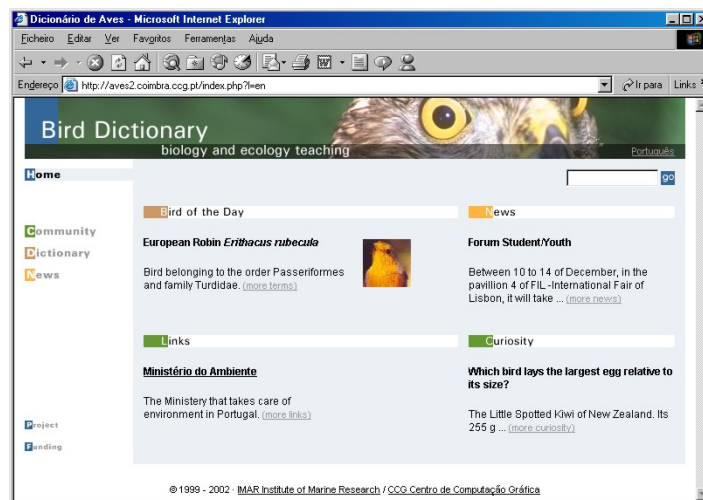 Dicionário de Aves - Microsoft Internet Explorer
Ficheiro Editar Ver Favoritos Ferramentas Ajuda
Endereço http://aves2.coimbra.ccg.pt/index.php?l=en Ir para Links
Bird Dictionary
biology and ecology teaching
Português
Home
go
Community
Dictionary
News
Project
Funding
Bird of the Day
European Robin Erithacus rubecula
Bird belonging to the order Passeriformes
and family Turdidae. (more terms)
News
Forum Student/Youth
Between 10 to 14 of December, in the
pavillion 4 of FIL -International Fair of
Lisbon, it will take ... (more news)
Links
Ministério do Ambiente
The Ministery that takes care of
environment in Portugal. (more links)
Curiosity
Which bird lays the largest egg relative to
its size?
The Little Spotted Kiwi of New Zealand. Its
255 g ... (more curiosity)
© 1999 - 2002 · IMAR Institute of Marine Research / CCG Centro de Computação Gráfica